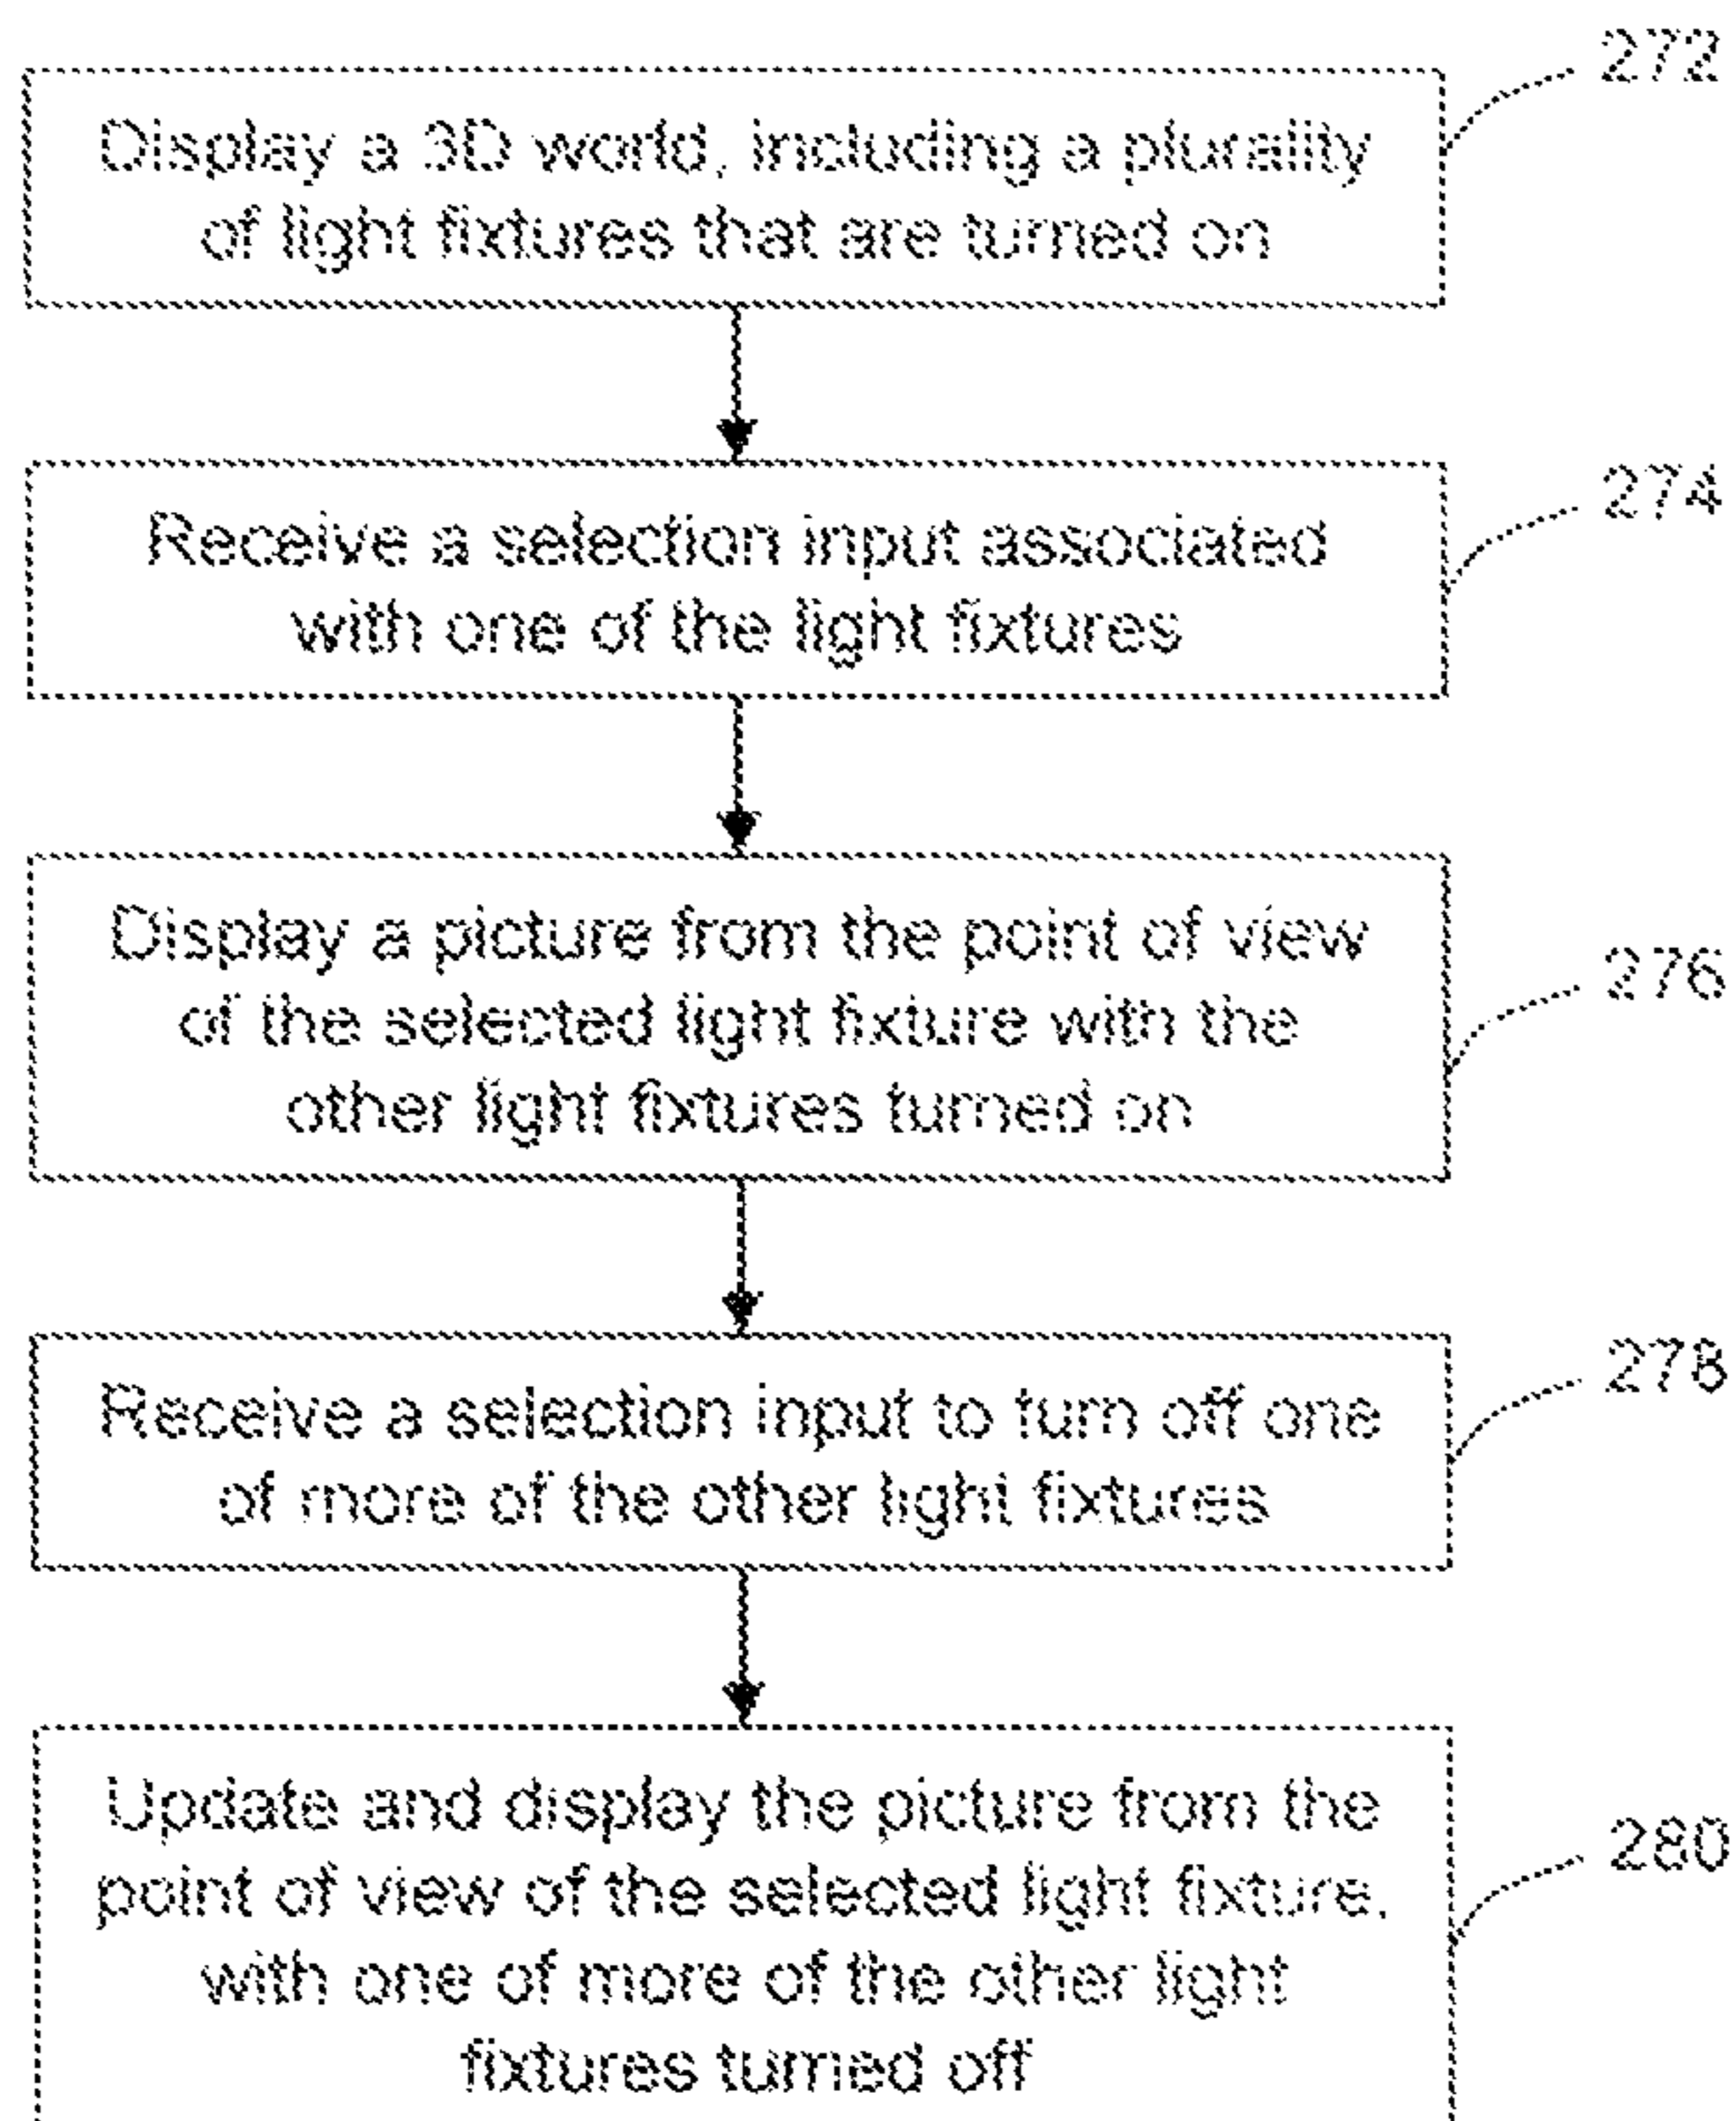 272
Display a 3D world, including a plurality
of light fixtures that are turned on
274
Receive a selection input associated
with one of the light fixtures
276
Display a picture from the point of view
of the selected light fixture with the
other light fixtures turned on
278
Receive a selection input to turn off one
of more of the other light fixtures
280
Update and display the picture from the
point of view of the selected light fixture,
with one of more of the other light
fixtures turned off